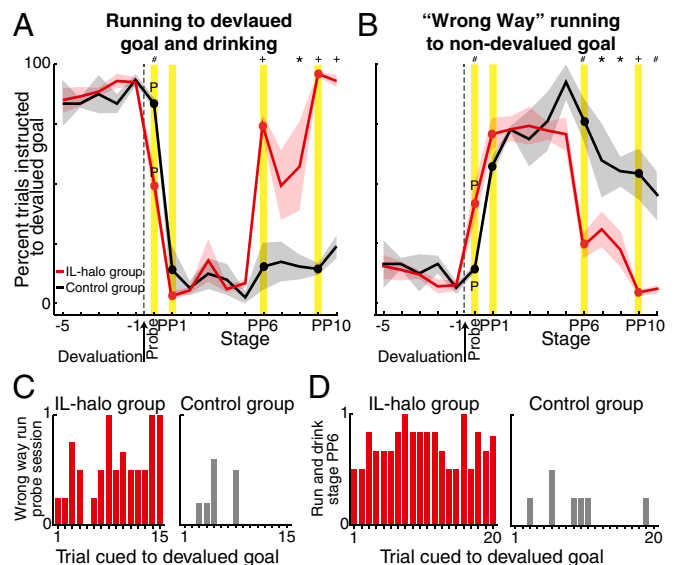 A
Running to devlaued
goal and drinking
B
“Wrong Way” running
to non-devalued goal
Percent trials instructed
to devalued goal
100
0
# + * + +
P
P
IL-halo group
Control group
-5 -1 Probe PP1 PP6 PP10
Devaluation
Stage
100
0
# # * * + #
P
P
-5 -1 Probe PP1 PP6 PP10
Devaluation
Stage
C
IL-halo group Control group
Wrong way run
probe session
1
0
1 15 1 15
Trial cued to devalued goal
D
IL-halo group Control group
Run and drink
stage PP6
1
0
1 20 1 20
Trial cued to devalued goal